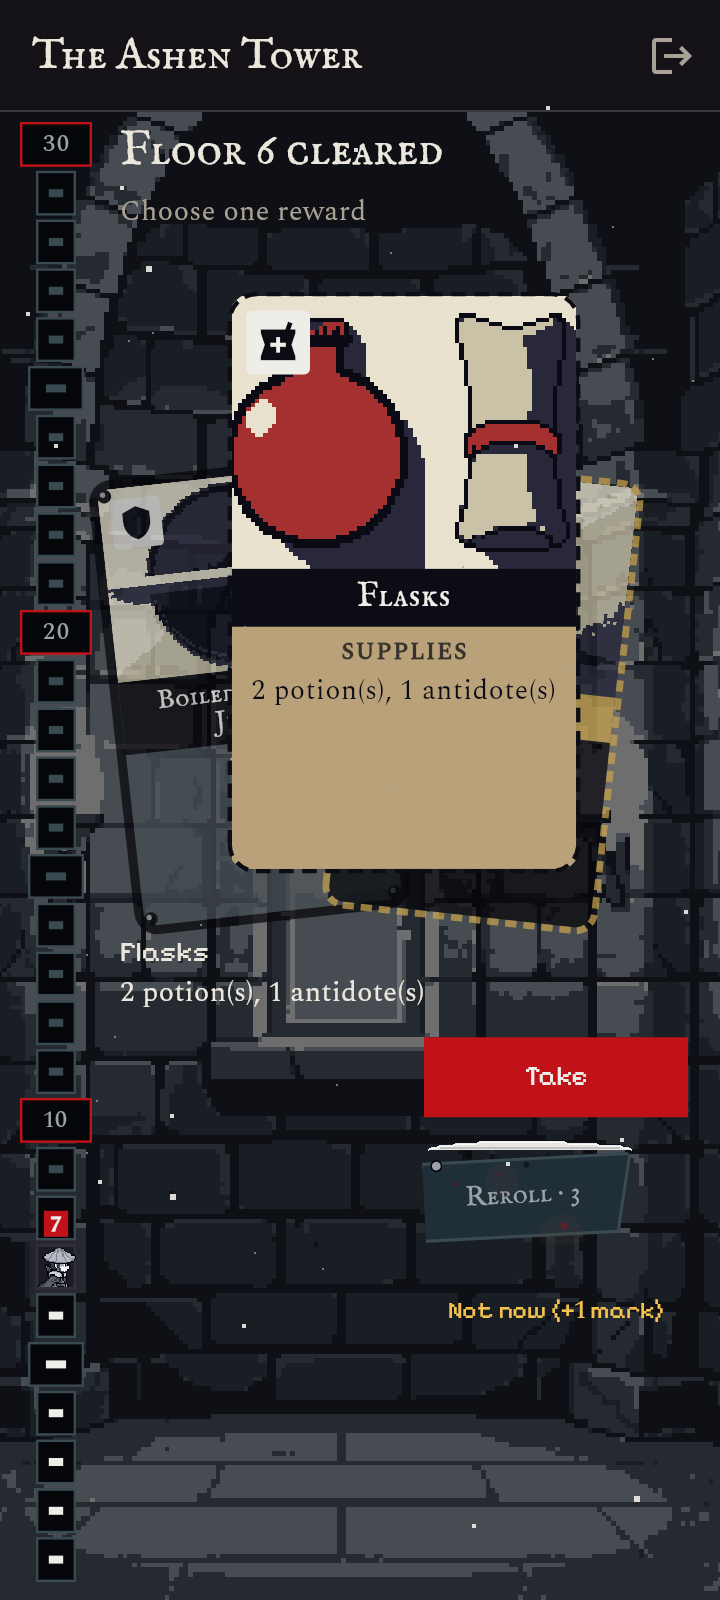 The Ashen Tower
30
Floor 6 cleared
Choose one reward
Flasks
20
SUPPLIES
2 potion(s), 1 antidote(s)
Flasks
2 potion(s), 1 antidote(s)
Take
10
Reroll · 3
7
Not now (+1 mark)